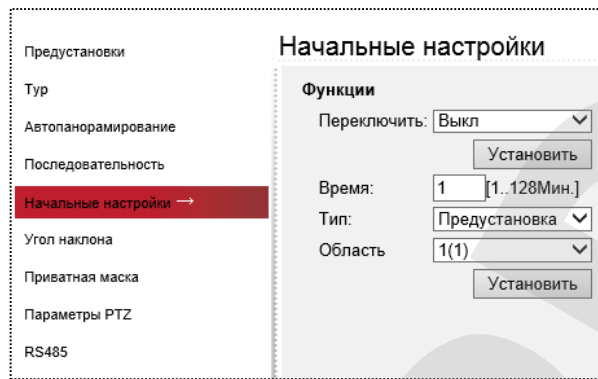 Предустановки
Тур
Автопанорамирование
Последовательность
Начальные настройки →
Угол наклона
Приватная маска
Параметры PTZ
RS485
Начальные настройки
Функции
Переключить: Выкл
Установить
Время: 1 [1..128Мин.]
Тип: Предустановка
Область 1(1)
Установить